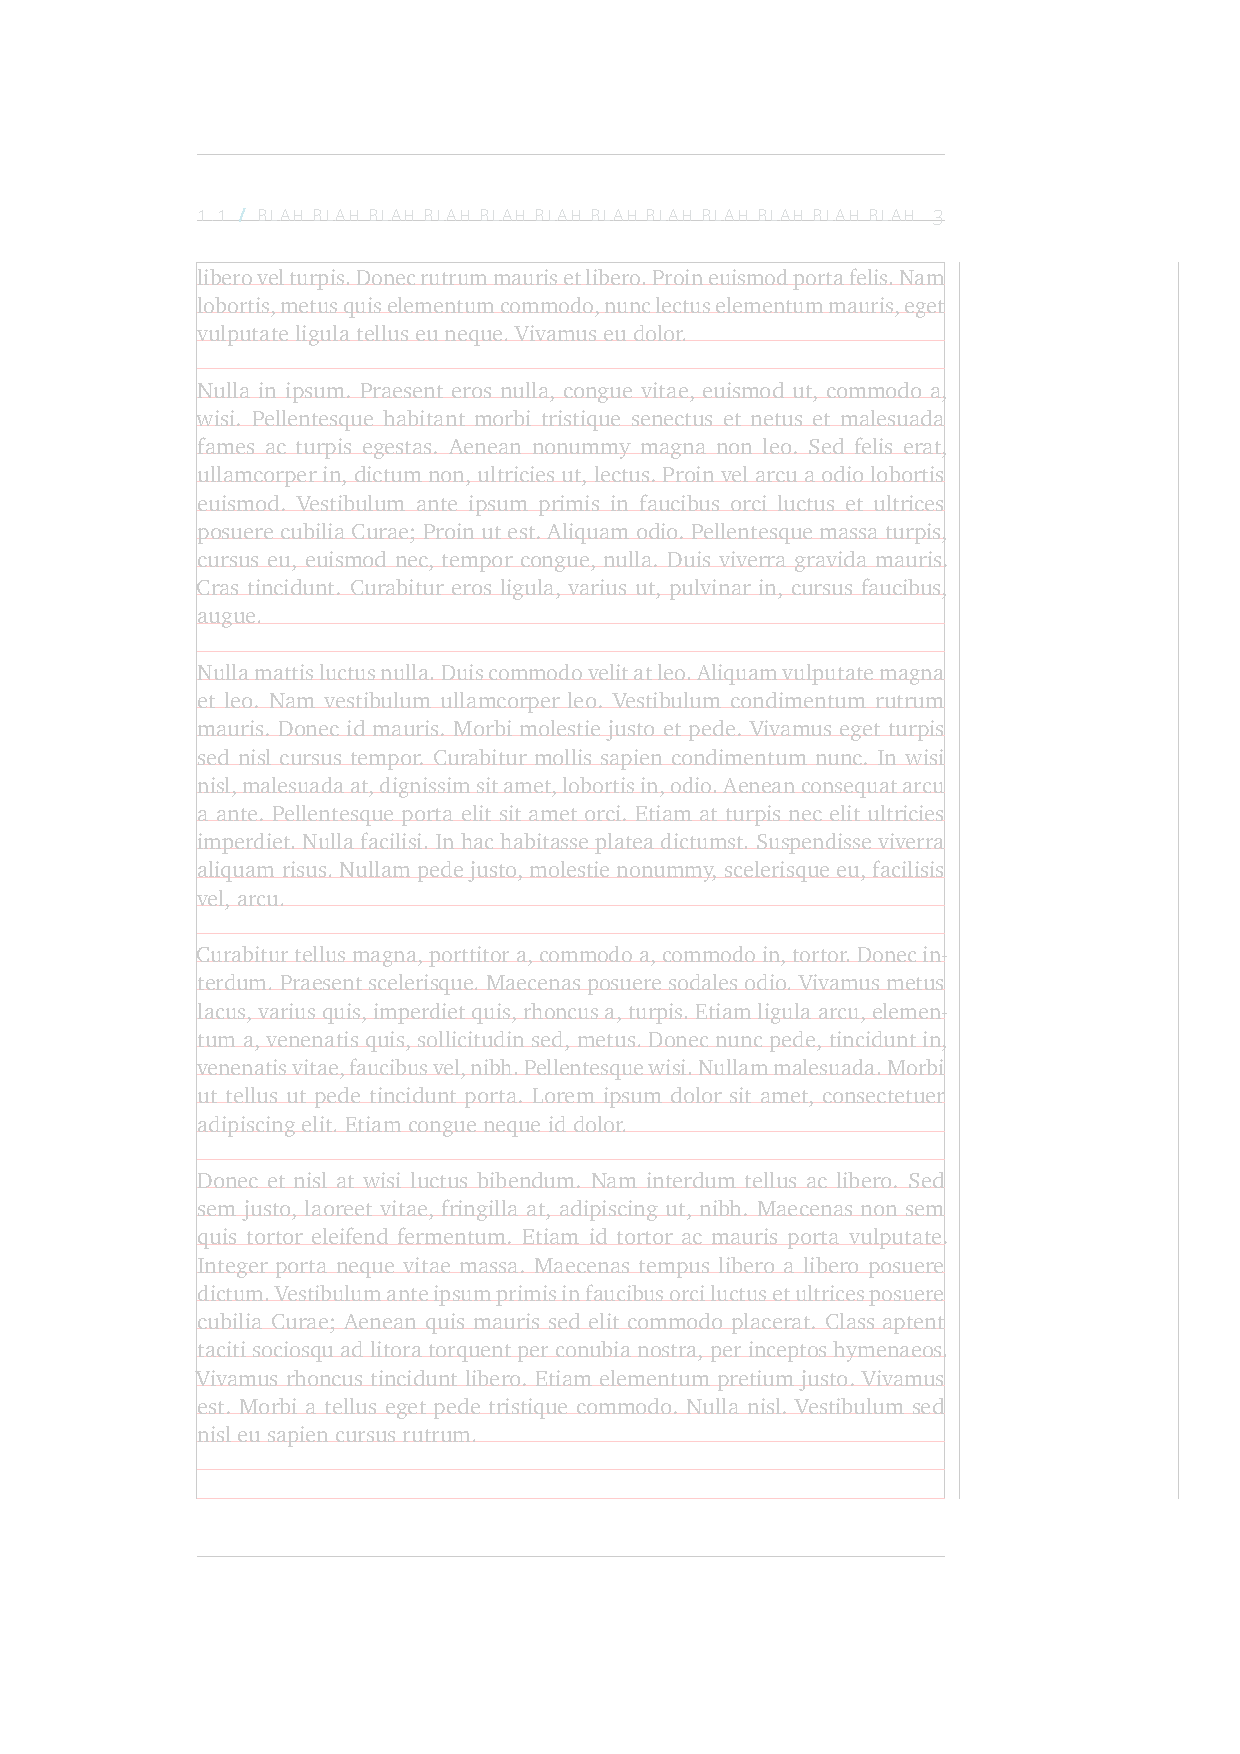 1.1 / BLAH BLAH BLAH BLAH BLAH BLAH BLAH BLAH BLAH BLAH BLAH BLAH 3
libero vel turpis. Donec rutrum mauris et libero. Proin euismod porta felis. Nam
lobortis, metus quis elementum commodo, nunc lectus elementum mauris, eget
vulputate ligula tellus eu neque. Vivamus eu dolor.
Nulla in ipsum. Praesent eros nulla, congue vitae, euismod ut, commodo a,
wisi. Pellentesque habitant morbi tristique senectus et netus et malesuada
fames ac turpis egestas. Aenean nonummy magna non leo. Sed felis erat,
ullamcorper in, dictum non, ultricies ut, lectus. Proin vel arcu a odio lobortis
euismod. Vestibulum ante ipsum primis in faucibus orci luctus et ultrices
posuere cubilia Curae; Proin ut est. Aliquam odio. Pellentesque massa turpis,
cursus eu, euismod nec, tempor congue, nulla. Duis viverra gravida mauris.
Cras tincidunt. Curabitur eros ligula, varius ut, pulvinar in, cursus faucibus,
augue.
Nulla mattis luctus nulla. Duis commodo velit at leo. Aliquam vulputate magna
et leo. Nam vestibulum ullamcorper leo. Vestibulum condimentum rutrum
mauris. Donec id mauris. Morbi molestie justo et pede. Vivamus eget turpis
sed nisl cursus tempor. Curabitur mollis sapien condimentum nunc. In wisi
nisl, malesuada at, dignissim sit amet, lobortis in, odio. Aenean consequat arcu
a ante. Pellentesque porta elit sit amet orci. Etiam at turpis nec elit ultricies
imperdiet. Nulla facilisi. In hac habitasse platea dictumst. Suspendisse viverra
aliquam risus. Nullam pede justo, molestie nonummy, scelerisque eu, facilisis
vel, arcu.
Curabitur tellus magna, porttitor a, commodo a, commodo in, tortor. Donec in-
terdum. Praesent scelerisque. Maecenas posuere sodales odio. Vivamus metus
lacus, varius quis, imperdiet quis, rhoncus a, turpis. Etiam ligula arcu, elemen-
tum a, venenatis quis, sollicitudin sed, metus. Donec nunc pede, tincidunt in,
venenatis vitae, faucibus vel, nibh. Pellentesque wisi. Nullam malesuada. Morbi
ut tellus ut pede tincidunt porta. Lorem ipsum dolor sit amet, consectetuer
adipiscing elit. Etiam congue neque id dolor.
Donec et nisl at wisi luctus bibendum. Nam interdum tellus ac libero. Sed
sem justo, laoreet vitae, fringilla at, adipiscing ut, nibh. Maecenas non sem
quis tortor eleifend fermentum. Etiam id tortor ac mauris porta vulputate.
Integer porta neque vitae massa. Maecenas tempus libero a libero posuere
dictum. Vestibulum ante ipsum primis in faucibus orci luctus et ultrices posuere
cubilia Curae; Aenean quis mauris sed elit commodo placerat. Class aptent
taciti sociosqu ad litora torquent per conubia nostra, per inceptos hymenaeos.
Vivamus rhoncus tincidunt libero. Etiam elementum pretium justo. Vivamus
est. Morbi a tellus eget pede tristique commodo. Nulla nisl. Vestibulum sed
nisl eu sapien cursus rutrum.